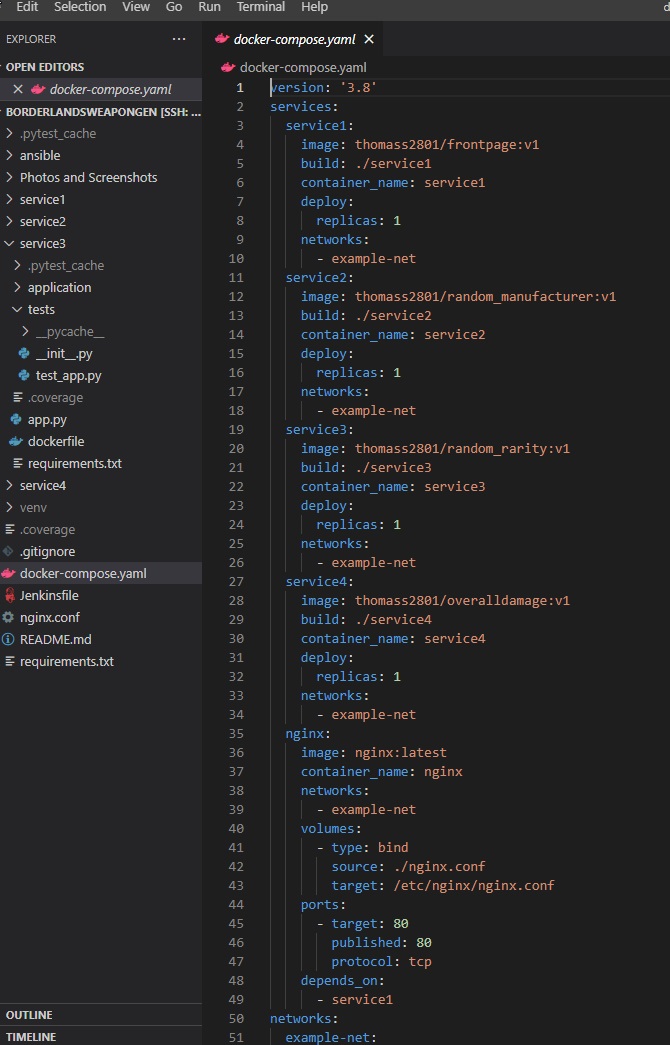 Edit Selection View Go Run Terminal Help
EXPLORER
...
OPEN EDITORS
docker-compose.yaml
BORDERLANDSWEAPONGEN [SSH: ...
.pytest_cache
ansible
Photos and Screenshots
service1
service2
service3
.pytest_cache
application
tests
__pycache__
__init__.py
test_app.py
.coverage
app.py
dockerfile
requirements.txt
service4
venv
.coverage
.gitignore
docker-compose.yaml
Jenkinsfile
nginx.conf
README.md
requirements.txt
OUTLINE
TIMELINE
docker-compose.yaml
docker-compose.yaml
1 version: '3.8'
2 services:
3   service1:
4     image: thomass2801/frontpage:v1
5     build: ./service1
6     container_name: service1
7     deploy:
8       replicas: 1
9     networks:
10       - example-net
11   service2:
12     image: thomass2801/random_manufacturer:v1
13     build: ./service2
14     container_name: service2
15     deploy:
16       replicas: 1
17     networks:
18       - example-net
19   service3:
20     image: thomass2801/random_rarity:v1
21     build: ./service3
22     container_name: service3
23     deploy:
24       replicas: 1
25     networks:
26       - example-net
27   service4:
28     image: thomass2801/overalldamage:v1
29     build: ./service4
30     container_name: service4
31     deploy:
32       replicas: 1
33     networks:
34       - example-net
35   nginx:
36     image: nginx:latest
37     container_name: nginx
38     networks:
39       - example-net
40     volumes:
41       - type: bind
42         source: ./nginx.conf
43         target: /etc/nginx/nginx.conf
44     ports:
45       - target: 80
46         published: 80
47         protocol: tcp
48     depends_on:
49       - service1
50 networks:
51   example-net: